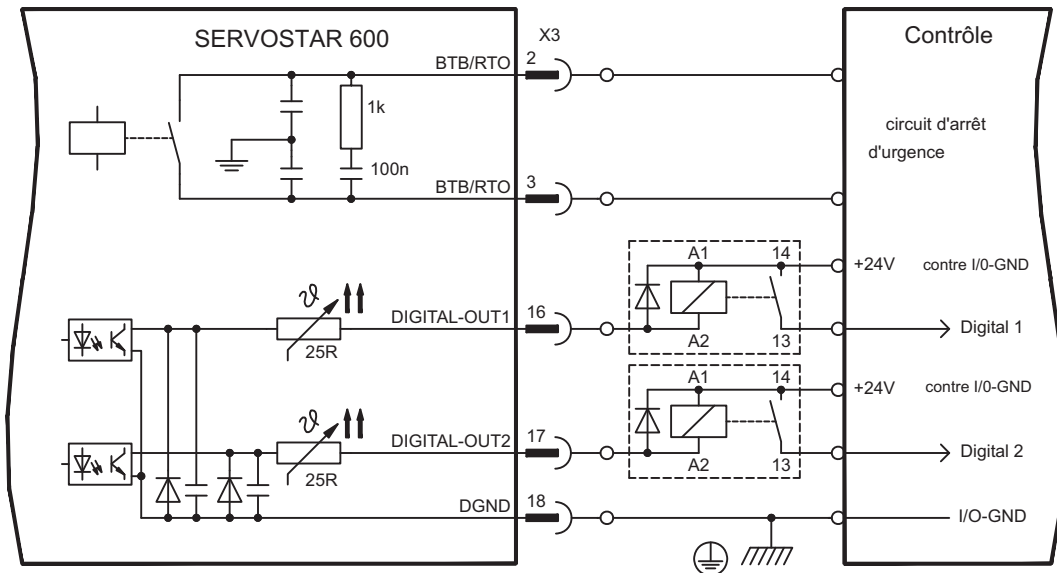 SERVOSTAR 600
X3
Contrôle
BTB/RTO
2
1k
100n
circuit d'arrêt
d'urgence
BTB/RTO
3
A1
14
+24V
contre I/0-GND
ϑ
DIGITAL-OUT1
16
25R
A2
13
Digital 1
A1
14
+24V
contre I/0-GND
ϑ
DIGITAL-OUT2
17
25R
A2
13
Digital 2
DGND
18
I/O-GND